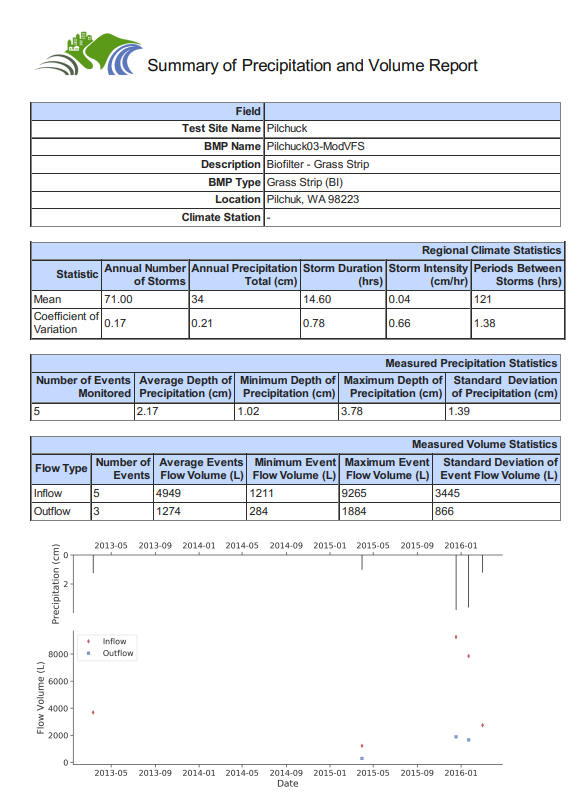 Summary of Precipitation and Volume Report
Field
Test Site Name Pilchuck
BMP Name Pilchuck03-ModVFS
Description Biofilter - Grass Strip
BMP Type Grass Strip (BI)
Location Pilchuk, WA 98223
Climate Station -
Regional Climate Statistics
Statistic Annual Number of Storms Annual Precipitation Total (cm) Storm Duration (hrs) Storm Intensity (cm/hr) Periods Between Storms (hrs)
Mean 71.00 34 14.60 0.04 121
Coefficient of Variation 0.17 0.21 0.78 0.66 1.38
Measured Precipitation Statistics
Number of Events Monitored Average Depth of Precipitation (cm) Minimum Depth of Precipitation (cm) Maximum Depth of Precipitation (cm) Standard Deviation of Precipitation (cm)
5 2.17 1.02 3.78 1.39
Measured Volume Statistics
Flow Type Number of Events Average Events Flow Volume (L) Minimum Event Flow Volume (L) Maximum Event Flow Volume (L) Standard Deviation of Event Flow Volume (L)
Inflow 5 4949 1211 9265 3445
Outflow 3 1274 284 1884 866
2013-05 2013-09 2014-01 2014-05 2014-09 2015-01 2015-05 2015-09 2016-01
Precipitation (cm)
0
2
Inflow
Outflow
Flow Volume (L)
8000
6000
4000
2000
0
2013-05 2013-09 2014-01 2014-05 2014-09 2015-01 2015-05 2015-09 2016-01
Date